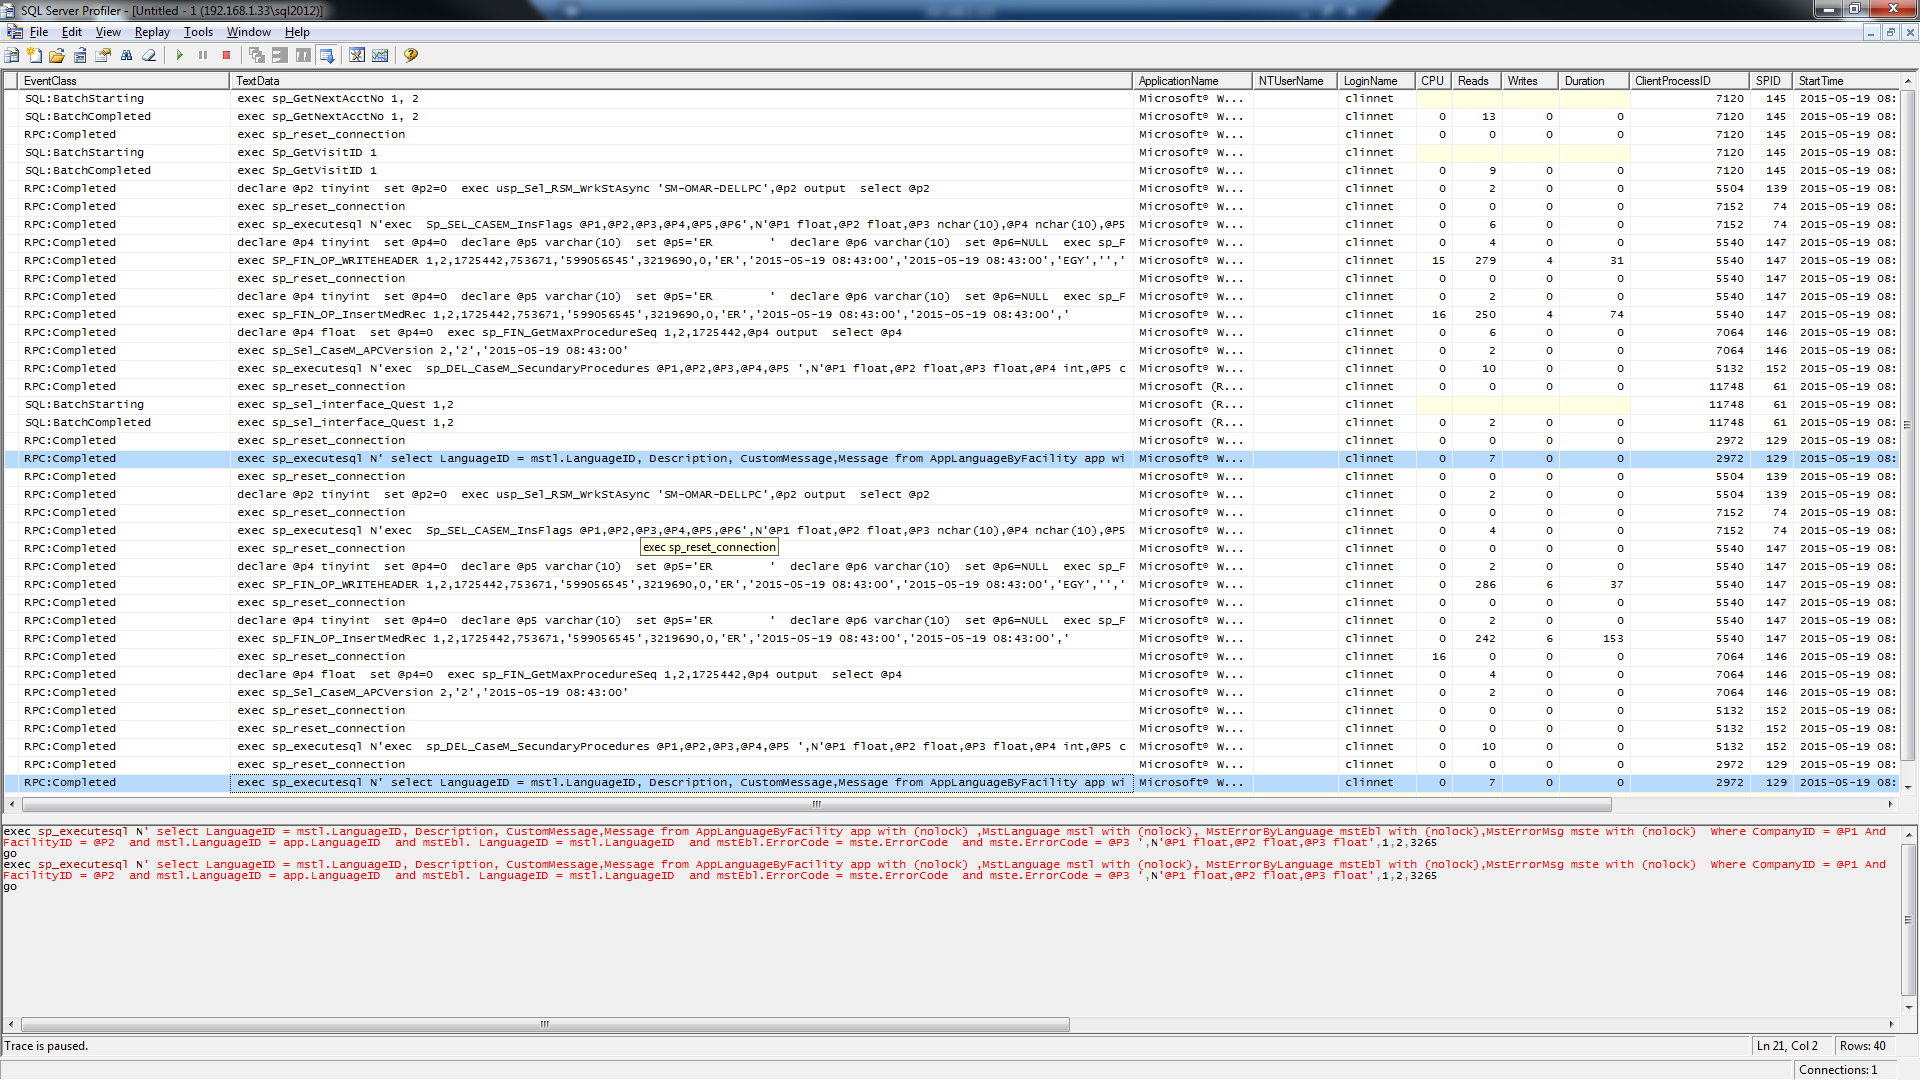 SQL Server Profiler - [Untitled - 1 (192.168.1.33\sql2012)]
File Edit View Replay Tools Window Help
EventClass TextData ApplicationName NTUserName LoginName CPU Reads Writes Duration ClientProcessID SPID StartTime
SQL:BatchStarting exec sp_GetNextAcctNo 1, 2 Microsoft® W... clinnet 7120 145 2015-05-19 08:
SQL:BatchCompleted exec sp_GetNextAcctNo 1, 2 Microsoft® W... clinnet 0 13 0 0 7120 145 2015-05-19 08:
RPC:Completed exec sp_reset_connection Microsoft® W... clinnet 0 0 0 0 7120 145 2015-05-19 08:
SQL:BatchStarting exec Sp_GetVisitID 1 Microsoft® W... clinnet 7120 145 2015-05-19 08:
SQL:BatchCompleted exec Sp_GetVisitID 1 Microsoft® W... clinnet 0 9 0 0 7120 145 2015-05-19 08:
RPC:Completed declare @p2 tinyint set @p2=0 exec usp_Sel_RSM_WrkStAsync 'SM-OMAR-DELLPC',@p2 output select @p2 Microsoft® W... clinnet 0 2 0 0 5504 139 2015-05-19 08:
RPC:Completed exec sp_reset_connection Microsoft® W... clinnet 0 0 0 0 7152 74 2015-05-19 08:
RPC:Completed exec sp_executesql N'exec Sp_SEL_CASEM_InsFlags @P1,@P2,@P3,@P4,@P5,@P6',N'@P1 float,@P2 float,@P3 nchar(10),@P4 nchar(10),@P5 Microsoft® W... clinnet 0 6 0 0 7152 74 2015-05-19 08:
RPC:Completed declare @p4 tinyint set @p4=0 declare @p5 varchar(10) set @p5='ER ' declare @p6 varchar(10) set @p6=NULL exec sp_F Microsoft® W... clinnet 0 4 0 0 5540 147 2015-05-19 08:
RPC:Completed exec SP_FIN_OP_WRITEHEADER 1,2,1725442,753671,'599056545',3219690,0,'ER','2015-05-19 08:43:00','2015-05-19 08:43:00','EGY','',' Microsoft® W... clinnet 15 279 4 31 5540 147 2015-05-19 08:
RPC:Completed exec sp_reset_connection Microsoft® W... clinnet 0 0 0 0 5540 147 2015-05-19 08:
RPC:Completed declare @p4 tinyint set @p4=0 declare @p5 varchar(10) set @p5='ER ' declare @p6 varchar(10) set @p6=NULL exec sp_F Microsoft® W... clinnet 0 2 0 0 5540 147 2015-05-19 08:
RPC:Completed exec sp_FIN_OP_InsertMedRec 1,2,1725442,753671,'599056545',3219690,0,'ER','2015-05-19 08:43:00','2015-05-19 08:43:00',' Microsoft® W... clinnet 16 250 4 74 5540 147 2015-05-19 08:
RPC:Completed declare @p4 float set @p4=0 exec sp_FIN_GetMaxProcedureSeq 1,2,1725442,@p4 output select @p4 Microsoft® W... clinnet 0 6 0 0 7064 146 2015-05-19 08:
RPC:Completed exec sp_Sel_CaseM_APCVersion 2,'2','2015-05-19 08:43:00' Microsoft® W... clinnet 0 2 0 0 7064 146 2015-05-19 08:
RPC:Completed exec sp_executesql N'exec sp_DEL_CaseM_SecundaryProcedures @P1,@P2,@P3,@P4,@P5 ',N'@P1 float,@P2 float,@P3 float,@P4 int,@P5 c Microsoft® W... clinnet 0 10 0 0 5132 152 2015-05-19 08:
RPC:Completed exec sp_reset_connection Microsoft (R... clinnet 0 0 0 0 11748 61 2015-05-19 08:
SQL:BatchStarting exec sp_sel_interface_Quest 1,2 Microsoft (R... clinnet 11748 61 2015-05-19 08:
SQL:BatchCompleted exec sp_sel_interface_Quest 1,2 Microsoft (R... clinnet 0 2 0 0 11748 61 2015-05-19 08:
RPC:Completed exec sp_reset_connection Microsoft® W... clinnet 0 0 0 0 2972 129 2015-05-19 08:
RPC:Completed exec sp_executesql N' select LanguageID = mstl.LanguageID, Description, CustomMessage,Message from AppLanguageByFacility app wi Microsoft® W... clinnet 0 7 0 0 2972 129 2015-05-19 08:
RPC:Completed exec sp_reset_connection Microsoft® W... clinnet 0 0 0 0 5504 139 2015-05-19 08:
RPC:Completed declare @p2 tinyint set @p2=0 exec usp_Sel_RSM_WrkStAsync 'SM-OMAR-DELLPC',@p2 output select @p2 Microsoft® W... clinnet 0 2 0 0 5504 139 2015-05-19 08:
RPC:Completed exec sp_reset_connection Microsoft® W... clinnet 0 0 0 0 7152 74 2015-05-19 08:
RPC:Completed exec sp_executesql N'exec Sp_SEL_CASEM_InsFlags @P1,@P2,@P3,@P4,@P5,@P6',N'@P1 float,@P2 float,@P3 nchar(10),@P4 nchar(10),@P5 Microsoft® W... clinnet 0 4 0 0 7152 74 2015-05-19 08:
RPC:Completed exec sp_reset_connection exec sp_reset_connection Microsoft® W... clinnet 0 0 0 0 5540 147 2015-05-19 08:
RPC:Completed declare @p4 tinyint set @p4=0 declare @p5 varchar(10) set @p5='ER ' declare @p6 varchar(10) set @p6=NULL exec sp_F Microsoft® W... clinnet 0 2 0 0 5540 147 2015-05-19 08:
RPC:Completed exec SP_FIN_OP_WRITEHEADER 1,2,1725442,753671,'599056545',3219690,0,'ER','2015-05-19 08:43:00','2015-05-19 08:43:00','EGY','',' Microsoft® W... clinnet 0 286 6 37 5540 147 2015-05-19 08:
RPC:Completed exec sp_reset_connection Microsoft® W... clinnet 0 0 0 0 5540 147 2015-05-19 08:
RPC:Completed declare @p4 tinyint set @p4=0 declare @p5 varchar(10) set @p5='ER ' declare @p6 varchar(10) set @p6=NULL exec sp_F Microsoft® W... clinnet 0 2 0 0 5540 147 2015-05-19 08:
RPC:Completed exec sp_FIN_OP_InsertMedRec 1,2,1725442,753671,'599056545',3219690,0,'ER','2015-05-19 08:43:00','2015-05-19 08:43:00',' Microsoft® W... clinnet 0 242 6 153 5540 147 2015-05-19 08:
RPC:Completed exec sp_reset_connection Microsoft® W... clinnet 16 0 0 0 7064 146 2015-05-19 08:
RPC:Completed declare @p4 float set @p4=0 exec sp_FIN_GetMaxProcedureSeq 1,2,1725442,@p4 output select @p4 Microsoft® W... clinnet 0 4 0 0 7064 146 2015-05-19 08:
RPC:Completed exec sp_Sel_CaseM_APCVersion 2,'2','2015-05-19 08:43:00' Microsoft® W... clinnet 0 2 0 0 7064 146 2015-05-19 08:
RPC:Completed exec sp_reset_connection Microsoft® W... clinnet 0 0 0 0 5132 152 2015-05-19 08:
RPC:Completed exec sp_reset_connection Microsoft® W... clinnet 0 0 0 0 5132 152 2015-05-19 08:
RPC:Completed exec sp_executesql N'exec sp_DEL_CaseM_SecundaryProcedures @P1,@P2,@P3,@P4,@P5 ',N'@P1 float,@P2 float,@P3 float,@P4 int,@P5 c Microsoft® W... clinnet 0 10 0 0 5132 152 2015-05-19 08:
RPC:Completed exec sp_reset_connection Microsoft® W... clinnet 0 0 0 0 2972 129 2015-05-19 08:
RPC:Completed exec sp_executesql N' select LanguageID = mstl.LanguageID, Description, CustomMessage,Message from AppLanguageByFacility app wi Microsoft® W... clinnet 0 7 0 0 2972 129 2015-05-19 08:
exec sp_executesql N' select LanguageID = mstl.LanguageID, Description, CustomMessage,Message from AppLanguageByFacility app with (nolock) ,MstLanguage mstl with (nolock), MstErrorByLanguage mstEbl with (nolock),MstErrorMsg mste with (nolock) Where CompanyID = @P1 And
FacilityID = @P2 and mstl.LanguageID = app.LanguageID and mstEbl. LanguageID = mstl.LanguageID and mstEbl.ErrorCode = mste.ErrorCode and mste.ErrorCode = @P3 ',N'@P1 float,@P2 float,@P3 float',1,2,3265
go
exec sp_executesql N' select LanguageID = mstl.LanguageID, Description, CustomMessage,Message from AppLanguageByFacility app with (nolock) ,MstLanguage mstl with (nolock), MstErrorByLanguage mstEbl with (nolock),MstErrorMsg mste with (nolock) Where CompanyID = @P1 And
FacilityID = @P2 and mstl.LanguageID = app.LanguageID and mstEbl. LanguageID = mstl.LanguageID and mstEbl.ErrorCode = mste.ErrorCode and mste.ErrorCode = @P3 ',N'@P1 float,@P2 float,@P3 float',1,2,3265
go
Trace is paused. Ln 21, Col 2 Rows: 40
Connections: 1